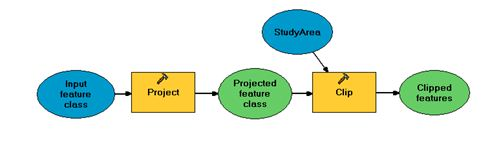 StudyArea
Input
feature
class
Project
Projected
feature
class
Clip
Clipped
features